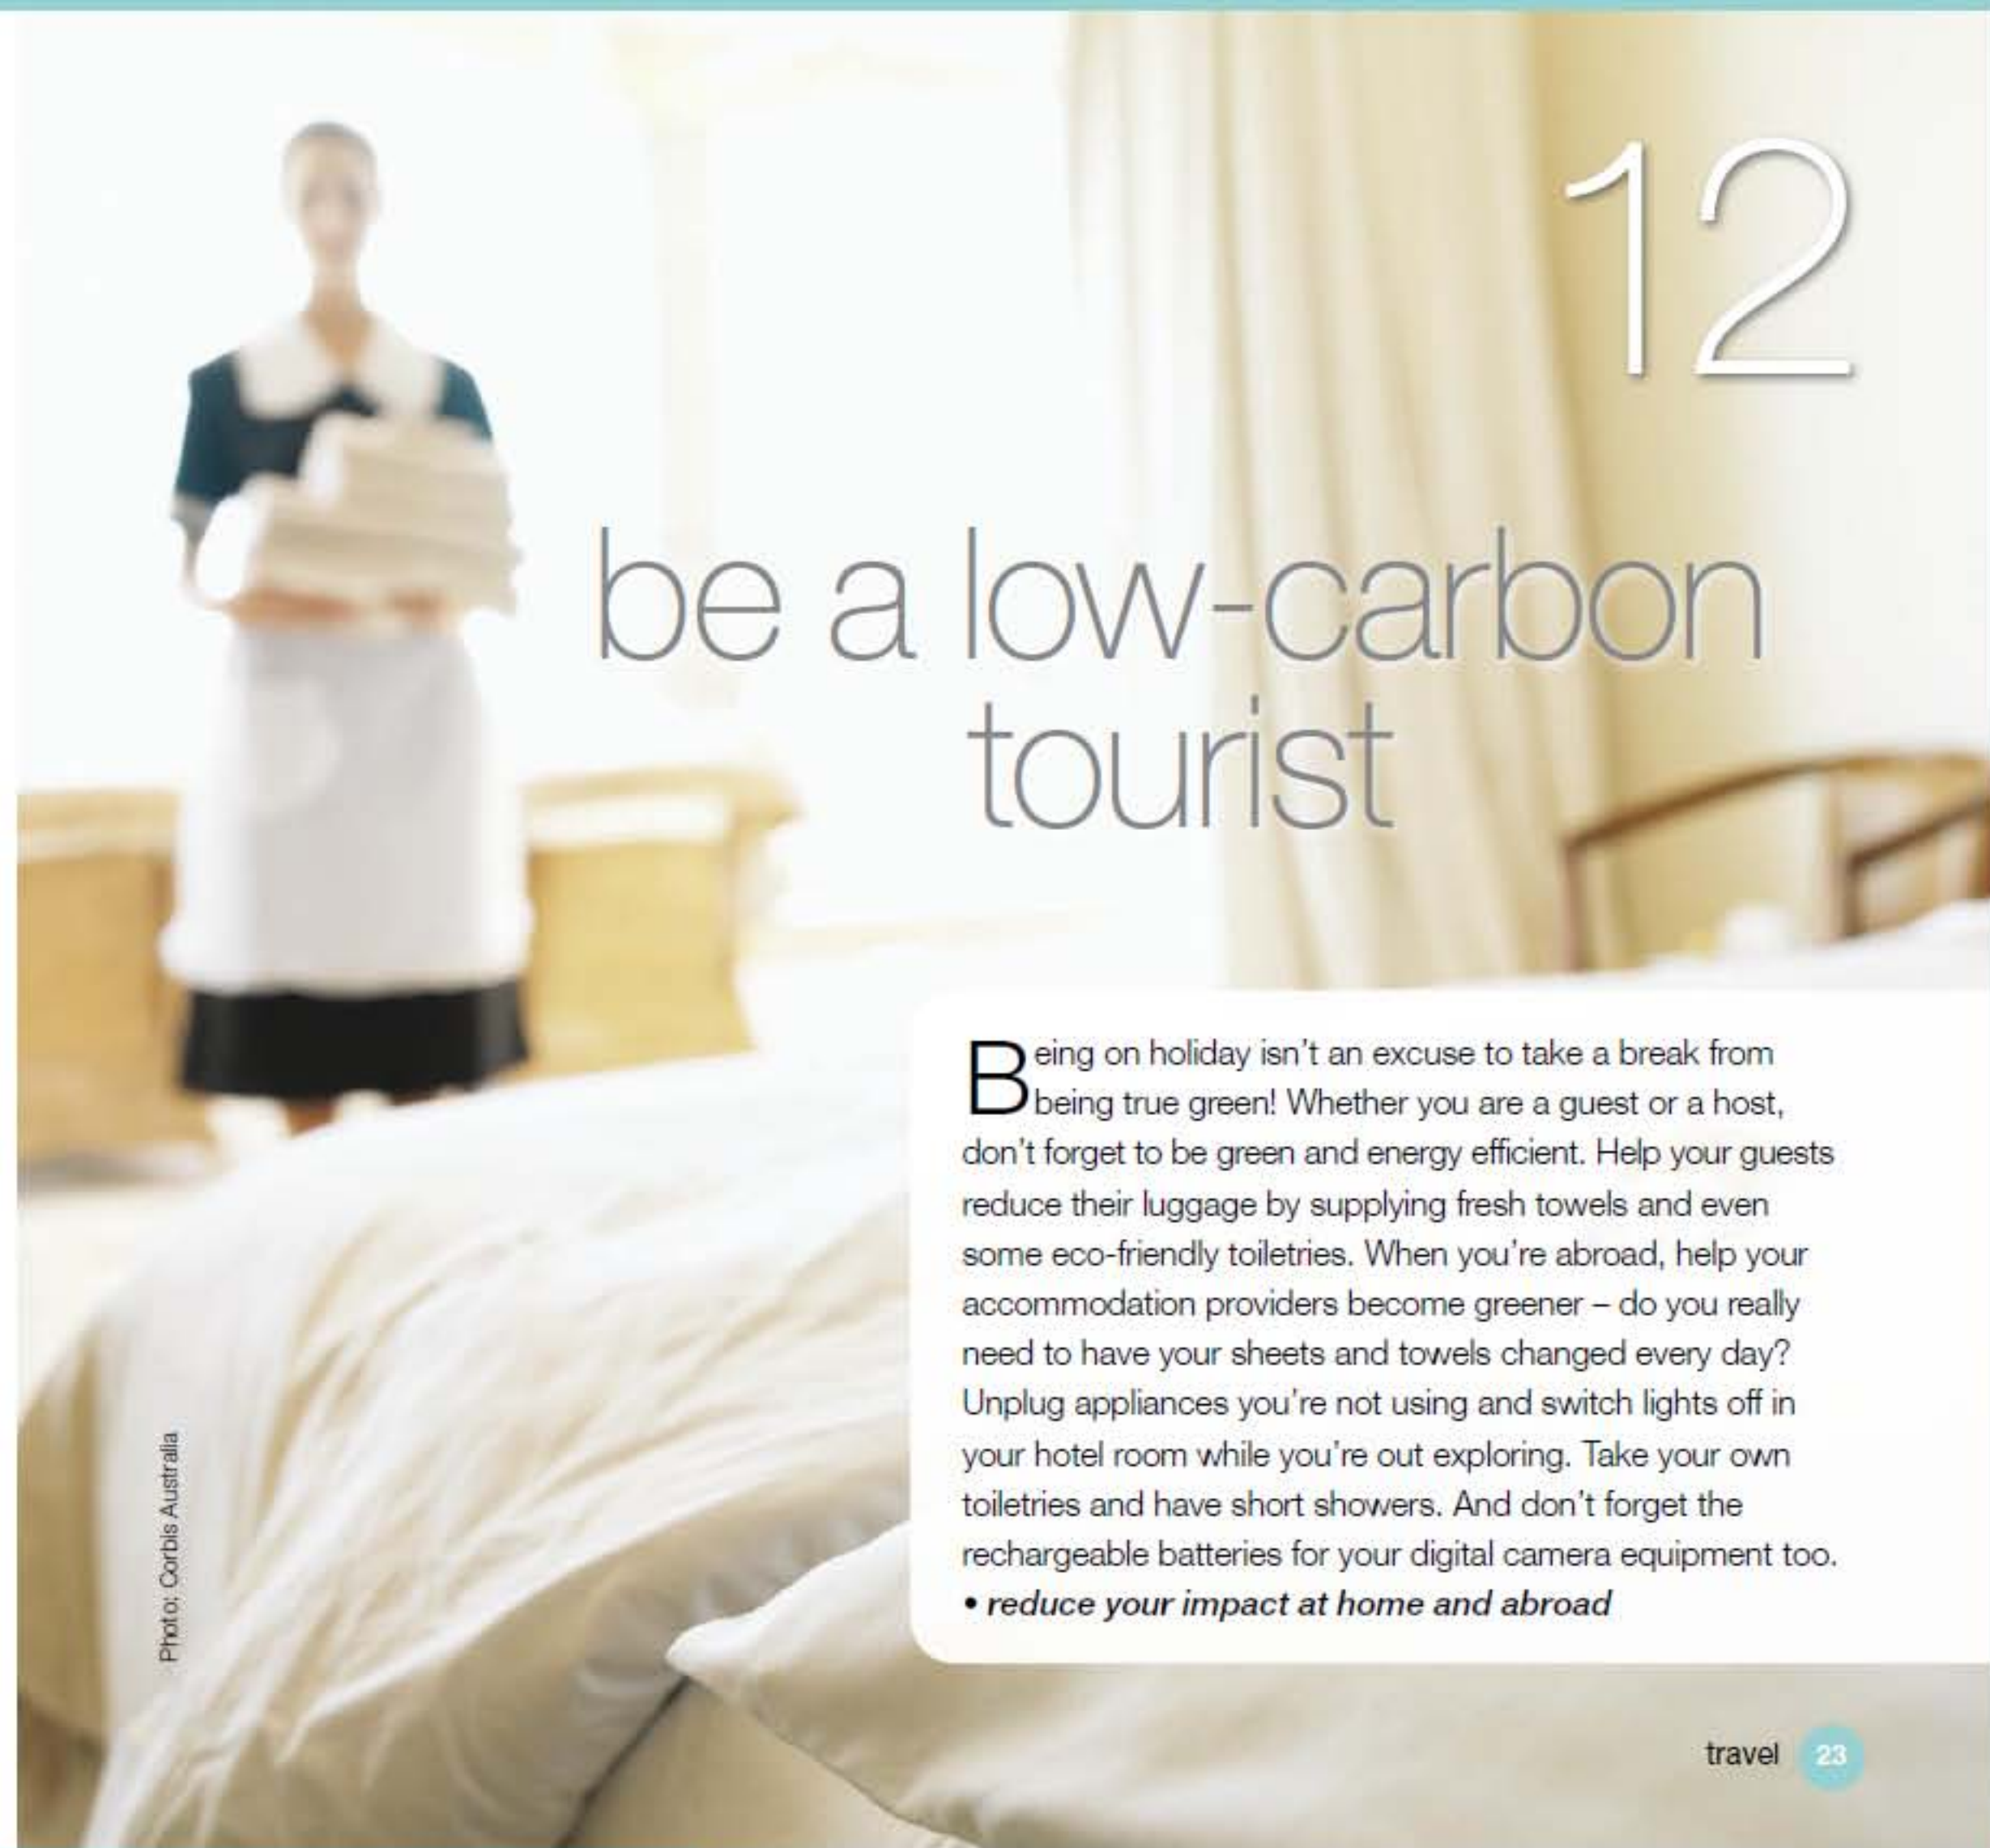 12
be a low-carbon
tourist
Being on holiday isn't an excuse to take a break from
being true green! Whether you are a guest or a host,
don't forget to be green and energy efficient. Help your guests
reduce their luggage by supplying fresh towels and even
some eco-friendly toiletries. When you're abroad, help your
accommodation providers become greener – do you really
need to have your sheets and towels changed every day?
Unplug appliances you're not using and switch lights off in
your hotel room while you're out exploring. Take your own
toiletries and have short showers. And don't forget the
rechargeable batteries for your digital camera equipment too.
• reduce your impact at home and abroad
Photo: Corbis Australia
travel 23